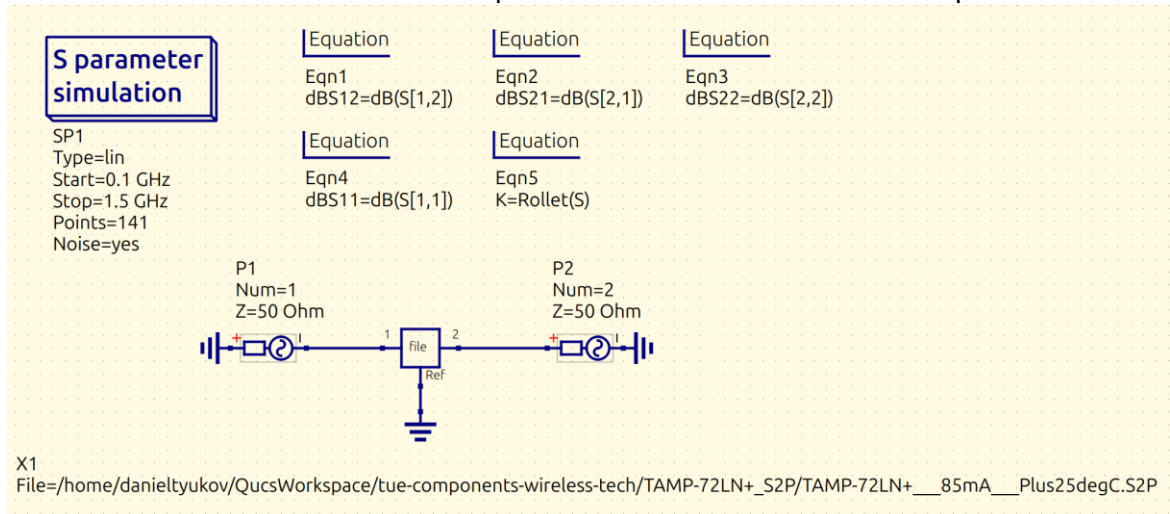 Equation Equation Equation
S parameter
simulation
Eqn1 Eqn2 Eqn3
dBS12=dB(S[1,2]) dBS21=dB(S[2,1]) dBS22=dB(S[2,2])
Equation Equation
SP1
Type=lin
Start=0.1 GHz
Stop=1.5 GHz
Points=141
Noise=yes
Eqn4 Eqn5
dBS11=dB(S[1,1]) K=Rollet(S)
P1 P2
Num=1 Num=2
Z=50 Ohm Z=50 Ohm
+ 1 file 2 +
Ref
X1
File=/home/danieltyukov/QucsWorkspace/tue-components-wireless-tech/TAMP-72LN+_S2P/TAMP-72LN+___85mA___Plus25degC.S2P